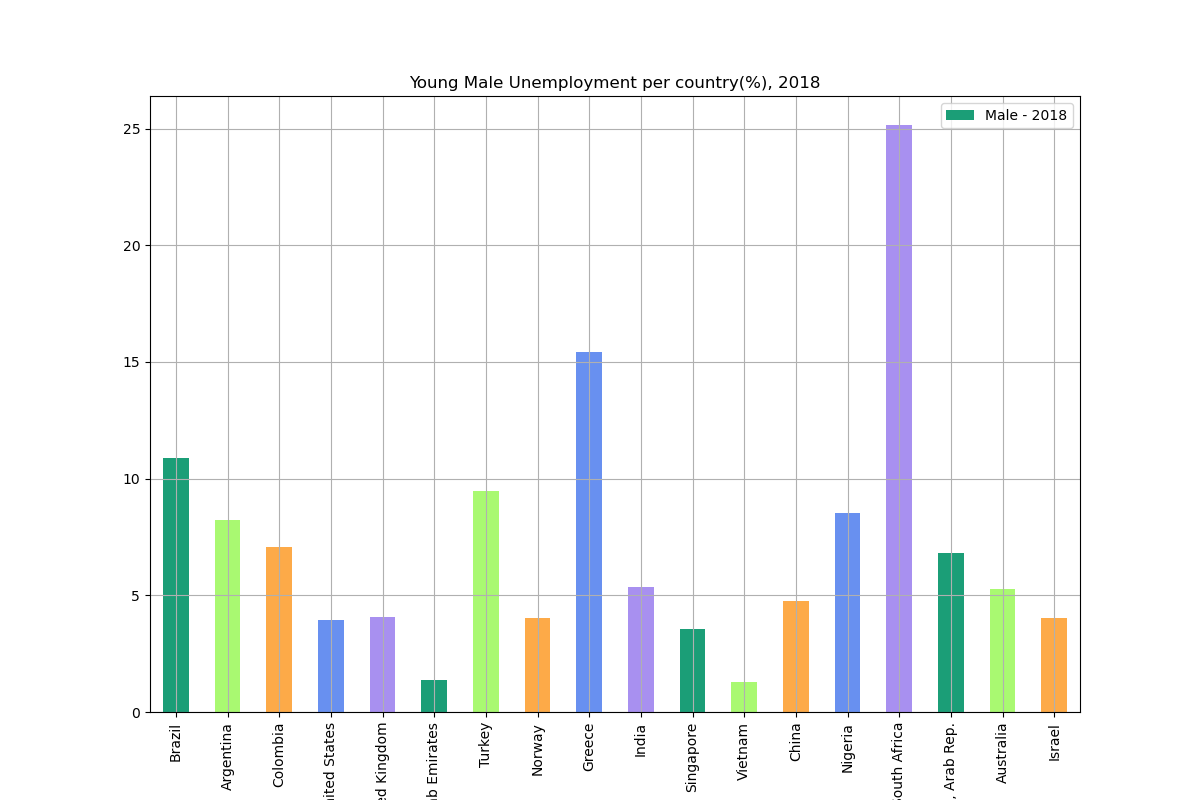 Young Male Unemployment per country(%), 2018
Male - 2018
25
20
15
10
5
0
Brazil
Argentina
Colombia
nited States
ed Kingdom
ab Emirates
Turkey
Norway
Greece
India
Singapore
Vietnam
China
Nigeria
South Africa
, Arab Rep.
Australia
Israel